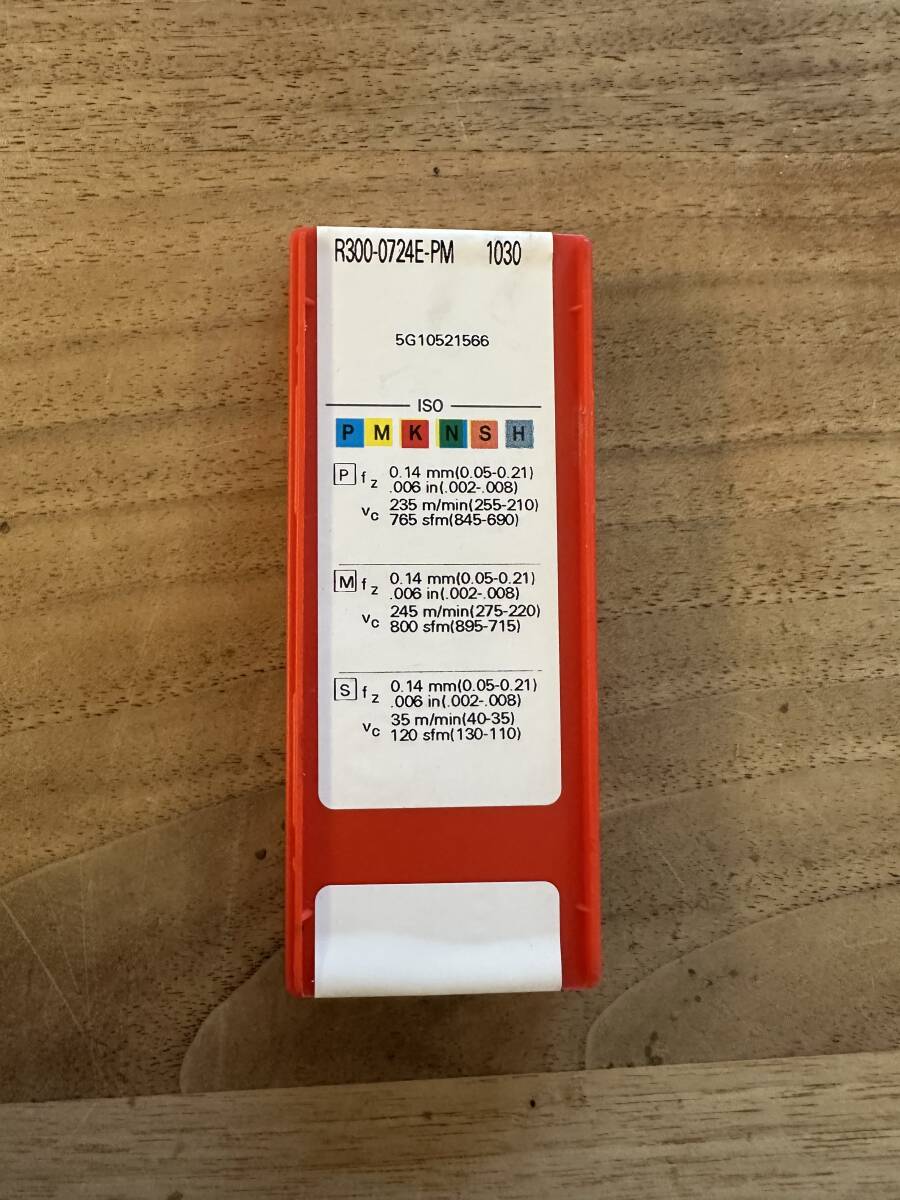 R300-0724E-PM 1030
5G10521566
ISO
P M K N S H
P fz 0.14 mm(0.05-0.21)
.006 in(.002-.008)
vc 235 m/min(255-210)
765 sfm(845-690)
M fz 0.14 mm(0.05-0.21)
.006 in(.002-.008)
vc 245 m/min(275-220)
800 sfm(895-715)
S fz 0.14 mm(0.05-0.21)
.006 in(.002-.008)
vc 35 m/min(40-35)
120 sfm(130-110)